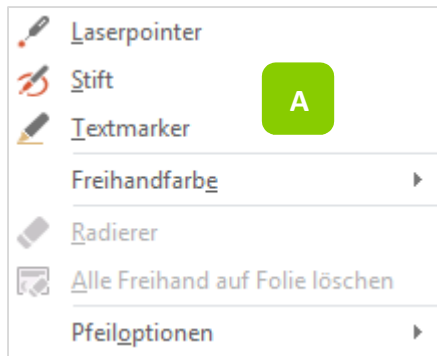 Laserpointer
Stift
A
Textmarker
Freihandfarbe
Radierer
Alle Freihand auf Folie löschen
Pfeiloptionen